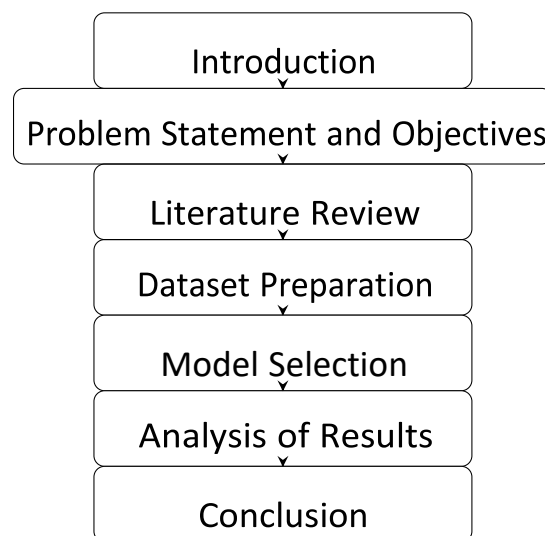 Introduction
Problem Statement and Objectives
Literature Review
Dataset Preparation
Model Selection
Analysis of Results
Conclusion